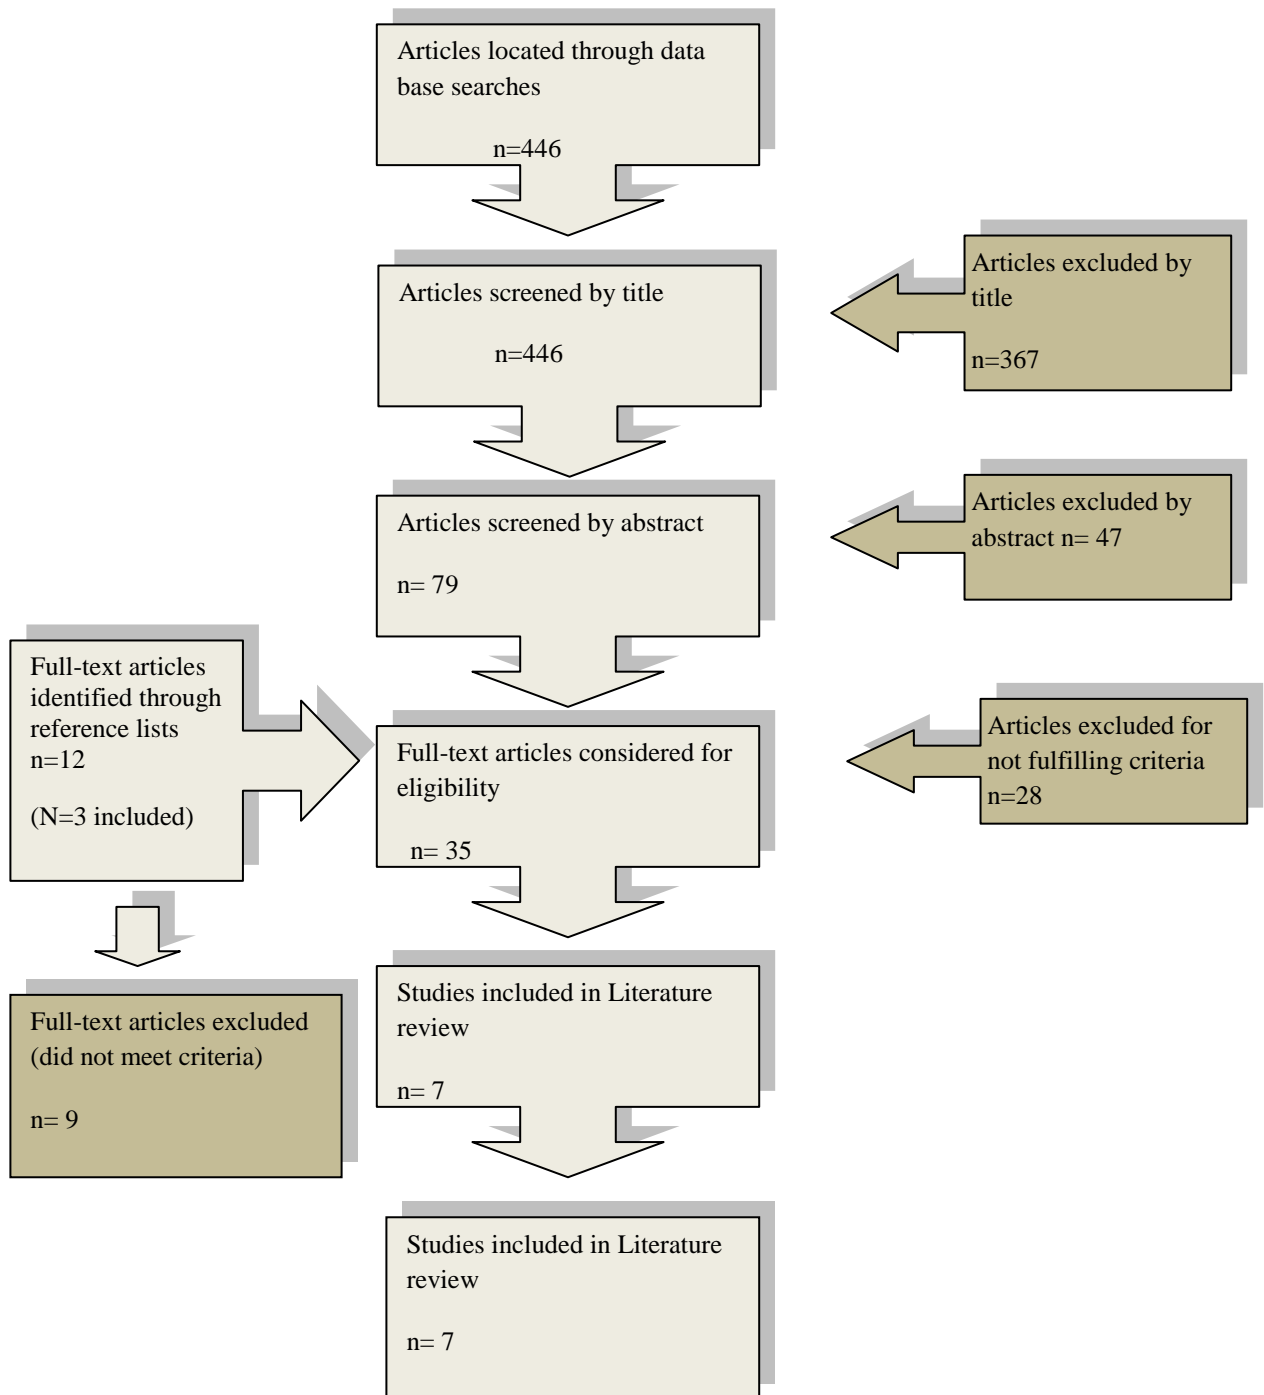 Articles located through data
base searches
n=446
Articles screened by title
n=446
Articles excluded by
title
n=367
Articles screened by abstract
n= 79
Articles excluded by
abstract n= 47
Full-text articles
identified through
reference lists
n=12
(N=3 included)
Full-text articles considered for
eligibility
n= 35
Articles excluded for
not fulfilling criteria
n=28
Full-text articles excluded
(did not meet criteria)
n= 9
Studies included in Literature
review
n= 7
Studies included in Literature
review
n= 7